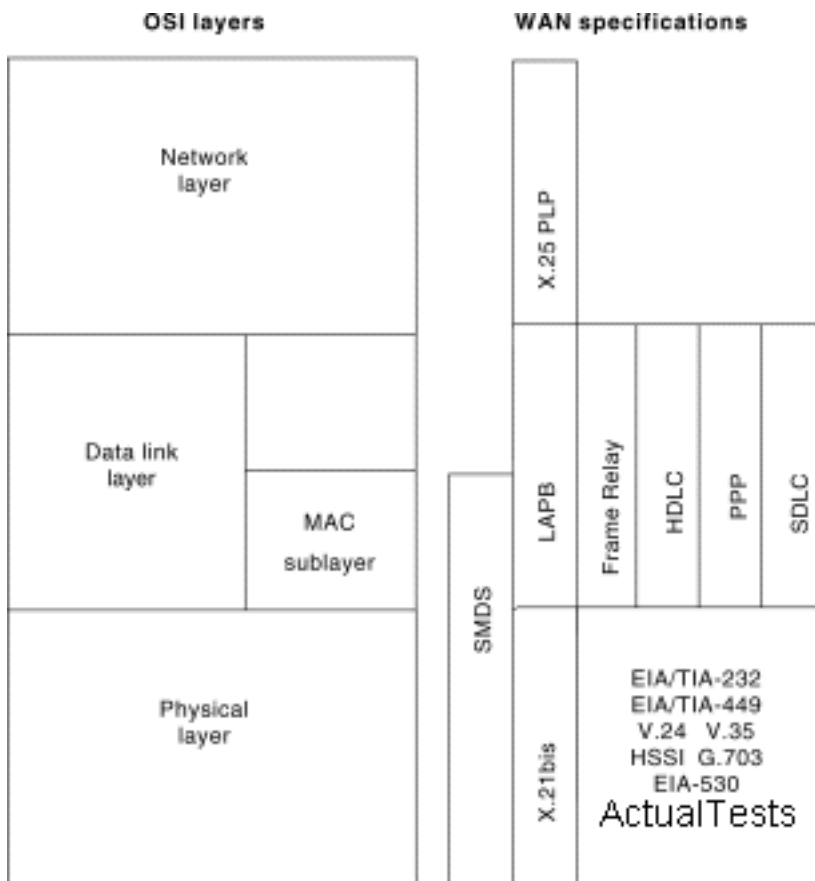 OSI layers
WAN specifications
Network
layer
X.25 PLP
Data link
layer
MAC
sublayer
LAPB
Frame Relay
HDLC
PPP
SDLC
SMDS
Physical
layer
X.21bis
EIA/TIA-232
EIA/TIA-449
V.24 V.35
HSSI G.703
EIA-530
ActualTests